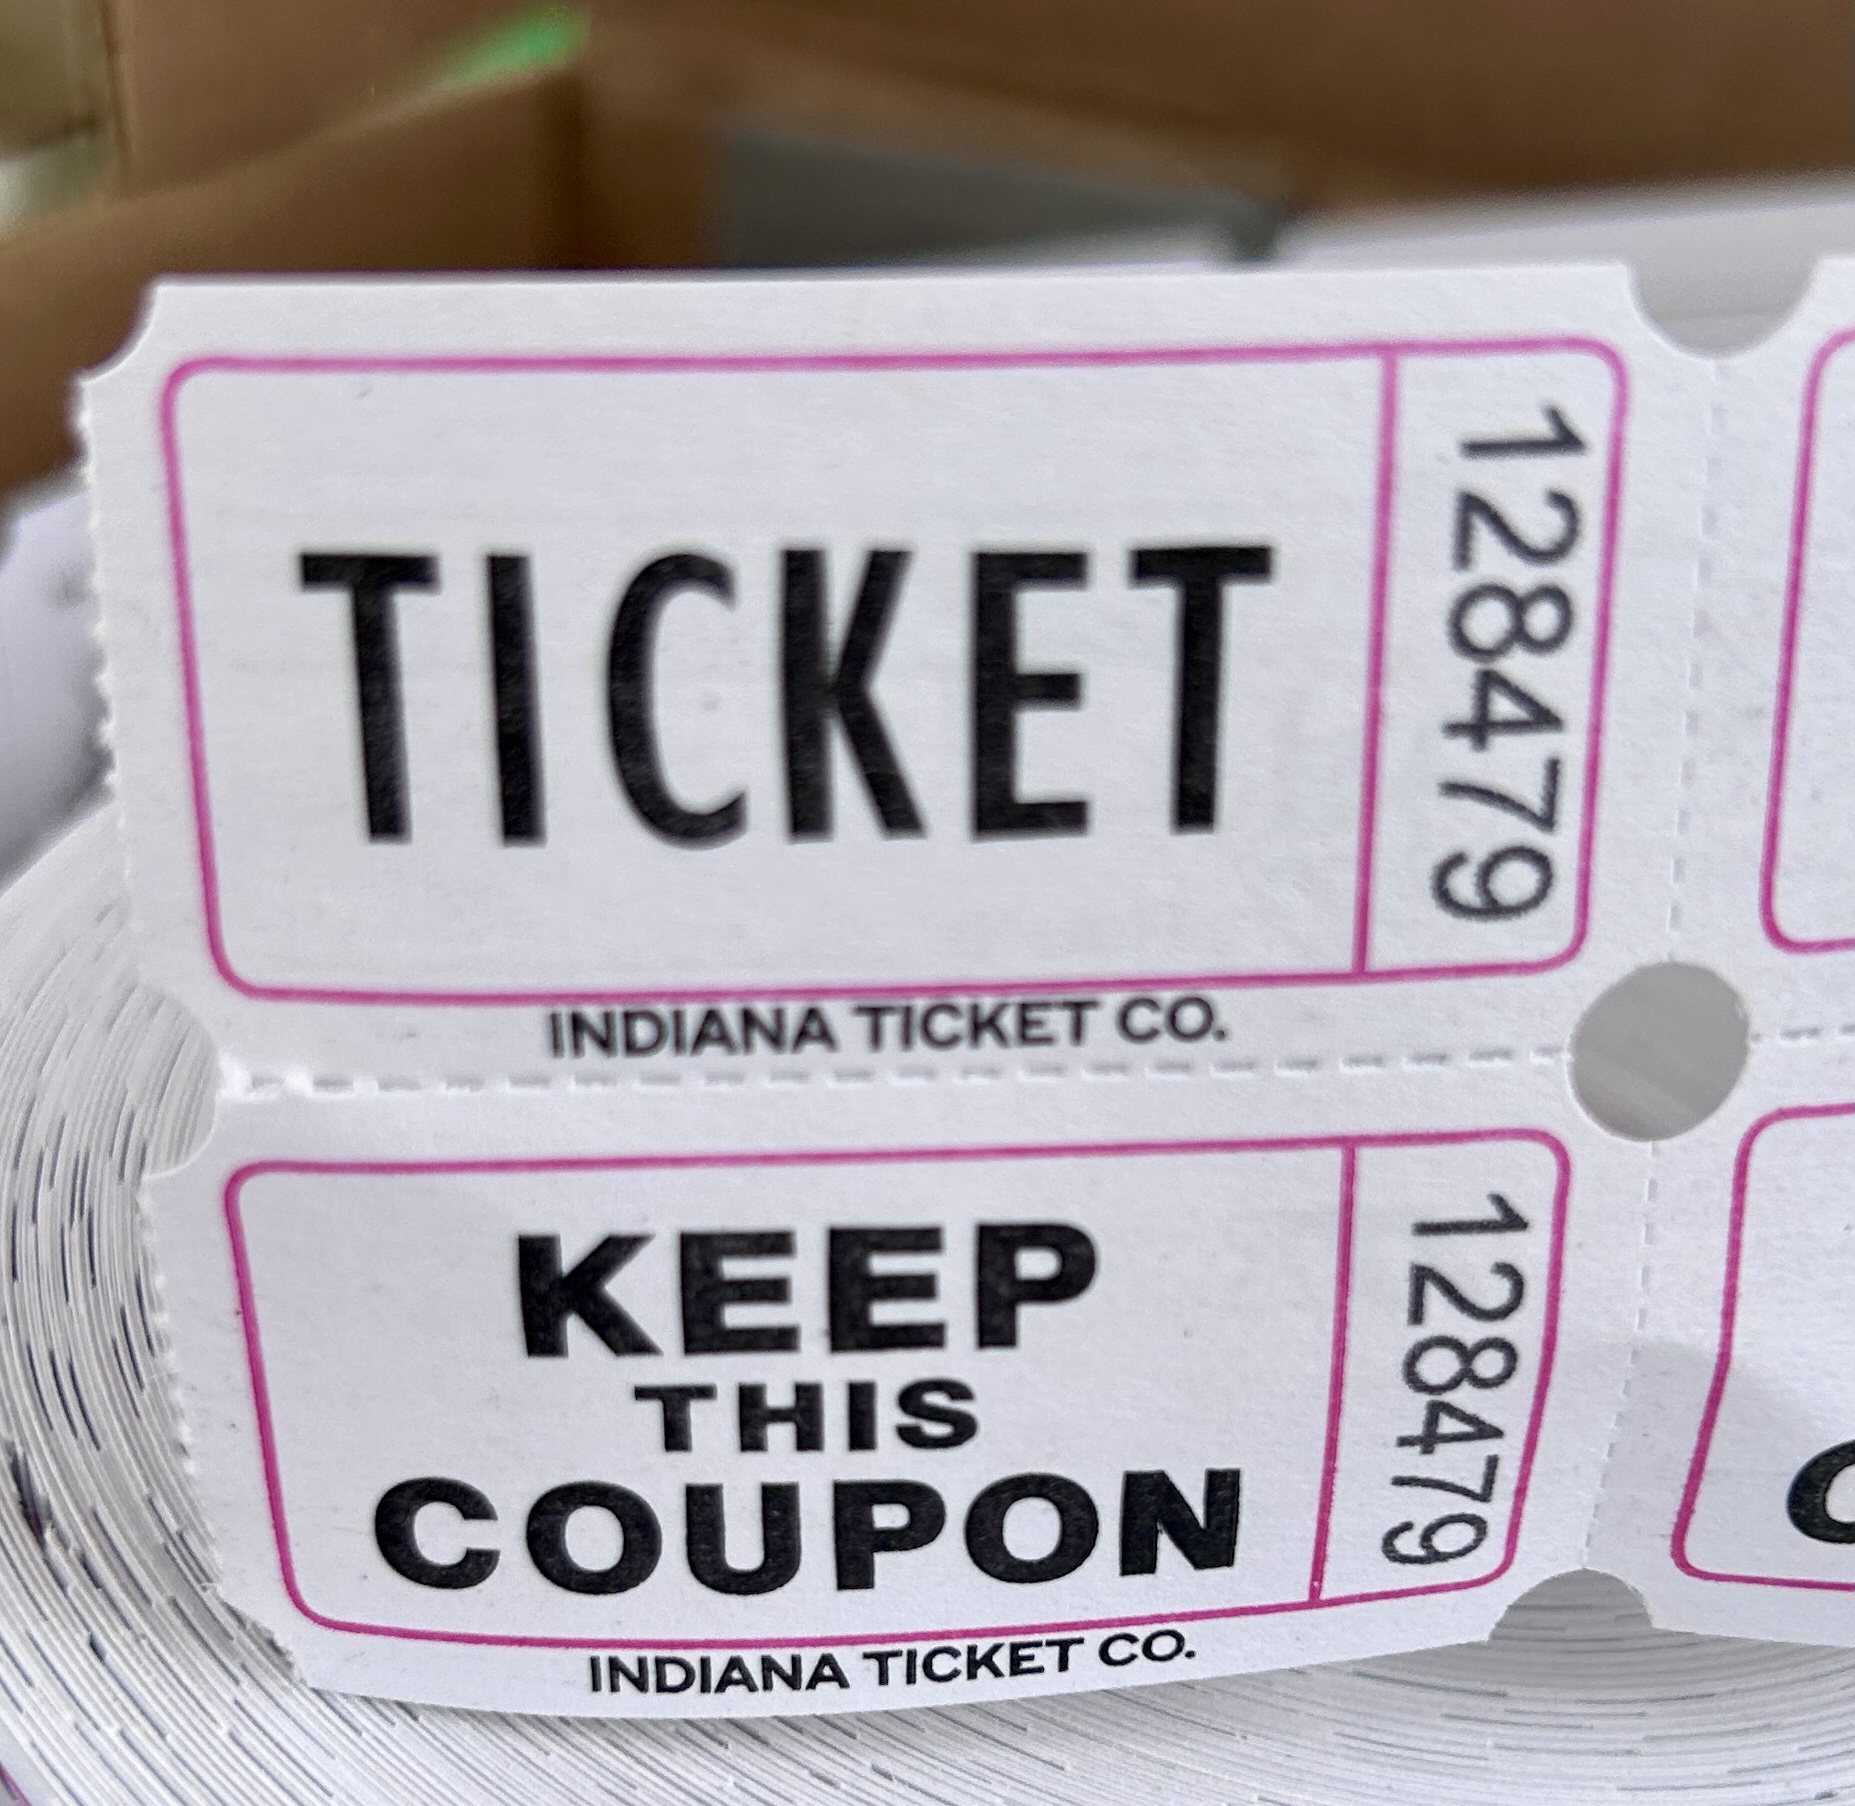 TICKET
128479
INDIANA TICKET CO.
KEEP
THIS
COUPON
128479
INDIANA TICKET CO.